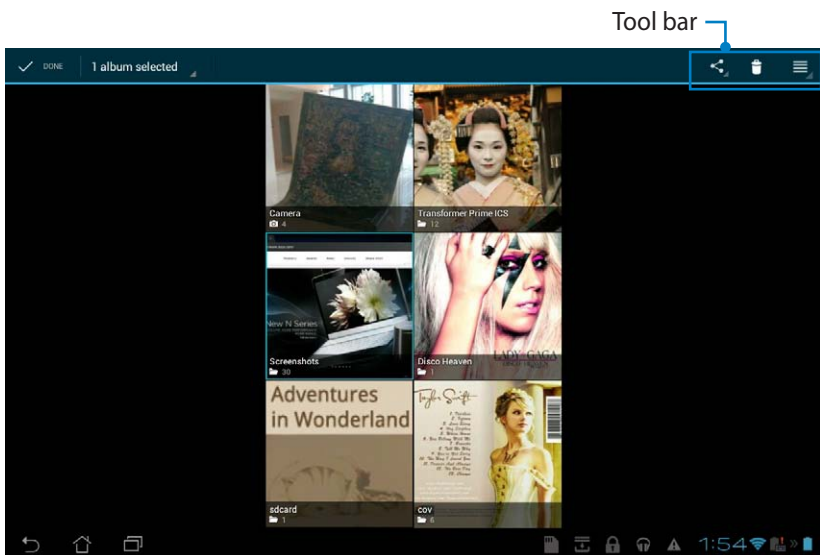 Tool bar
DONE
1 album selected
Camera
4
Transformer Prime ICS
12
New N Series
Screenshots
30
LADY GAGA
Disco Heaven
1
Adventures
in Wonderland
sdcard
1
Taylor Swift
cov
6
1:54